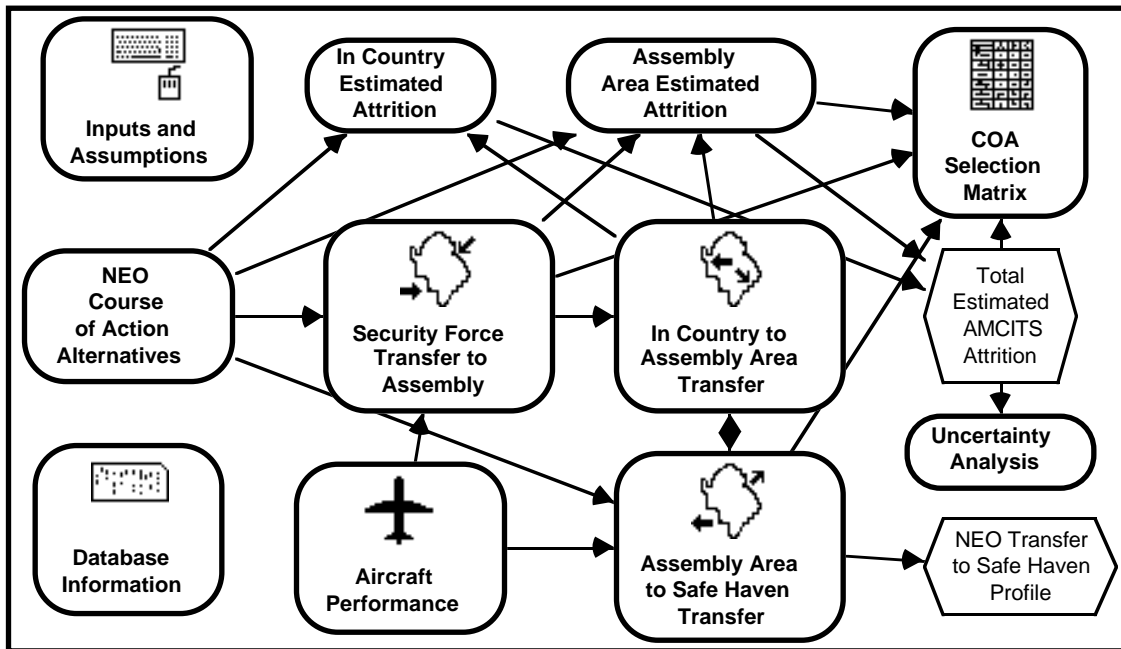 Inputs and
Assumptions
In Country
Estimated
Attrition
Assembly
Area Estimated
Attrition
COA
Selection
Matrix
NEO
Course
of Action
Alternatives
Security Force
Transfer to
Assembly
In Country to
Assembly Area
Transfer
Total
Estimated
AMCITS
Attrition
Uncertainty
Analysis
Database
Information
Aircraft
Performance
Assembly Area
to Safe Haven
Transfer
NEO Transfer
to Safe Haven
Profile